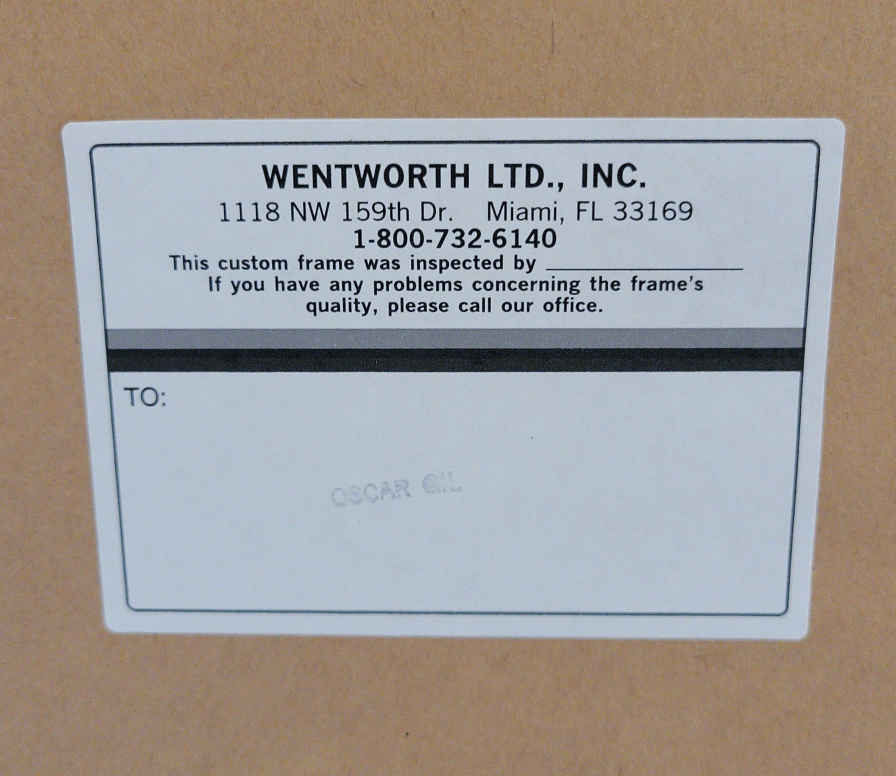 WENTWORTH LTD., INC.
1118 NW 159th Dr. Miami, FL 33169
1-800-732-6140
This custom frame was inspected by
If you have any problems concerning the frame's
quality, please call our office.
TO:
OSCAR GIL